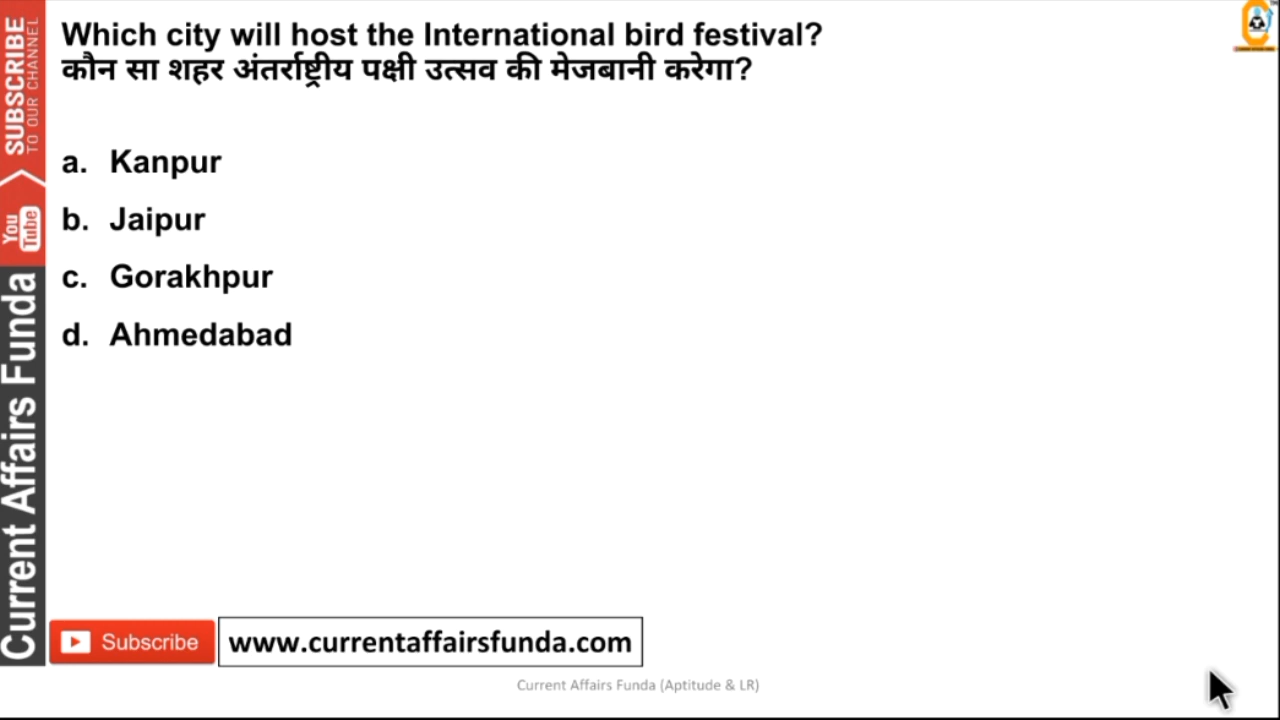 Which city will host the International bird festival?
कौन सा शहर अंतर्राष्ट्रीय पक्षी उत्सव की मेजबानी करेगा?
a. Kanpur
b. Jaipur
c. Gorakhpur
d. Ahmedabad
SUBSCRIBE
TO OUR CHANNEL
You
Tube
Current Affairs Funda
Subscribe
www.currentaffairsfunda.com
Current Affairs Funda (Aptitude & LR)